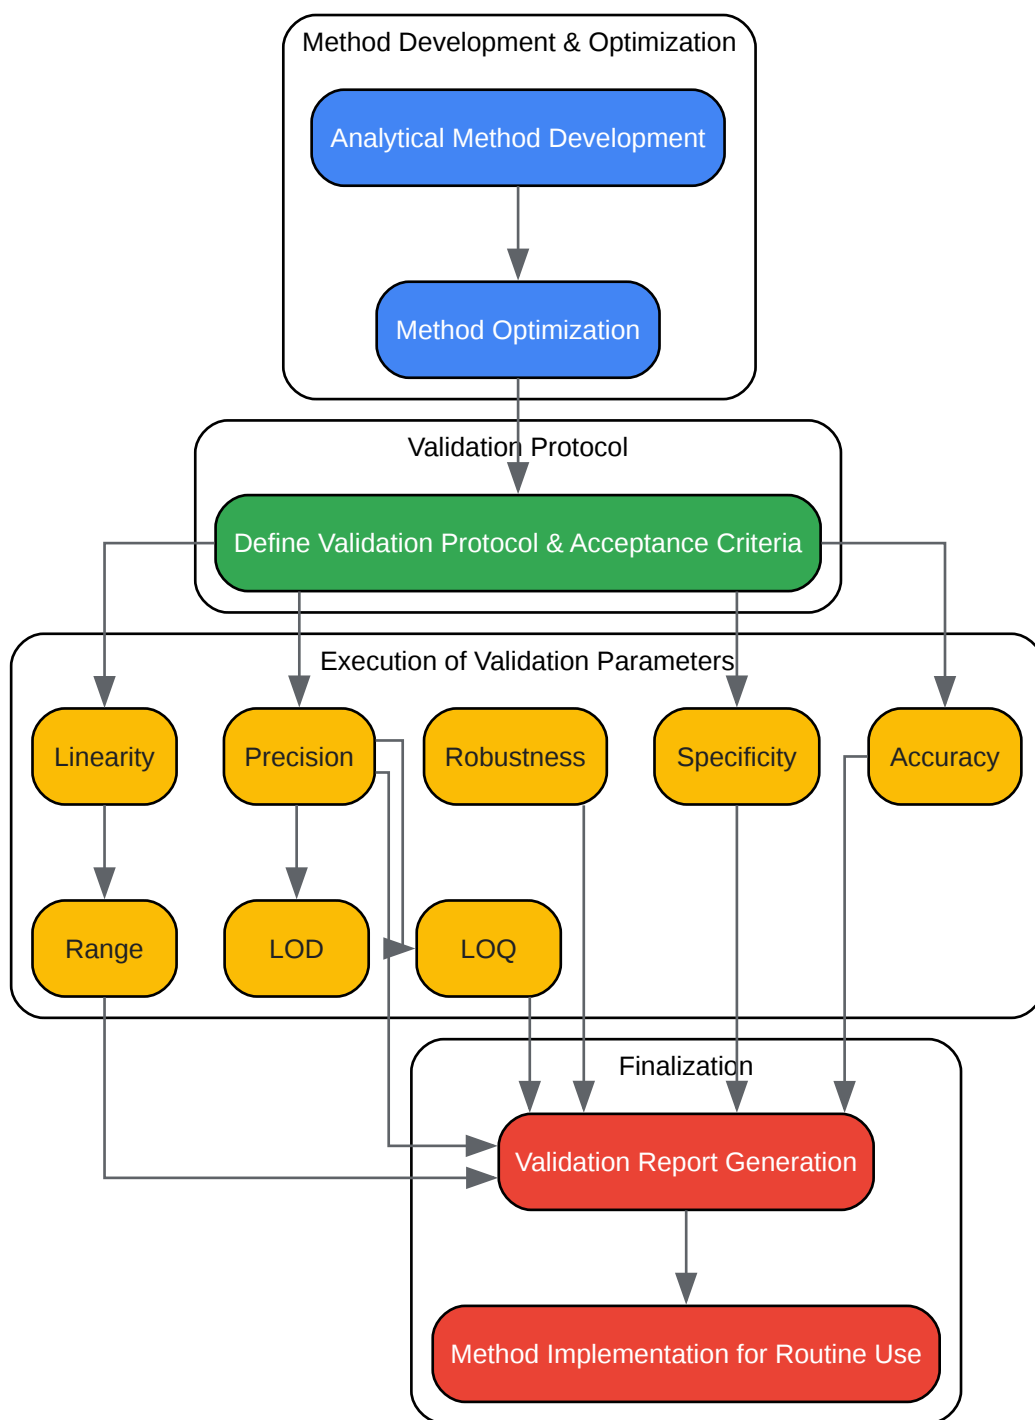 Method Development & Optimization
Analytical Method Development
Method Optimization
Validation Protocol
Define Validation Protocol & Acceptance Criteria
Execution of Validation Parameters
Linearity
Precision
Robustness
Specificity
Accuracy
Range
LOD
LOQ
Finalization
Validation Report Generation
Method Implementation for Routine Use